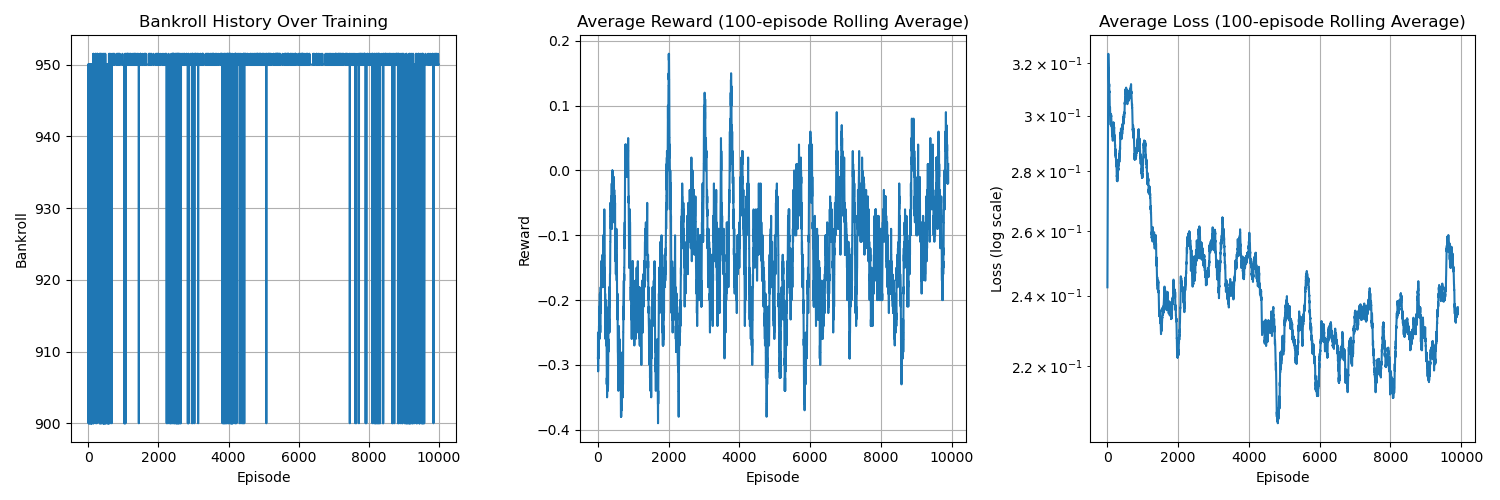 Bankroll History Over Training
Bankroll
950
940
930
920
910
900
0 2000 4000 6000 8000 10000
Episode
Average Reward (100-episode Rolling Average)
Reward
0.2
0.1
0.0
−0.1
−0.2
−0.3
−0.4
0 2000 4000 6000 8000 10000
Episode
Average Loss (100-episode Rolling Average)
Loss (log scale)
3.2 × 10⁻¹
3 × 10⁻¹
2.8 × 10⁻¹
2.6 × 10⁻¹
2.4 × 10⁻¹
2.2 × 10⁻¹
0 2000 4000 6000 8000 10000
Episode